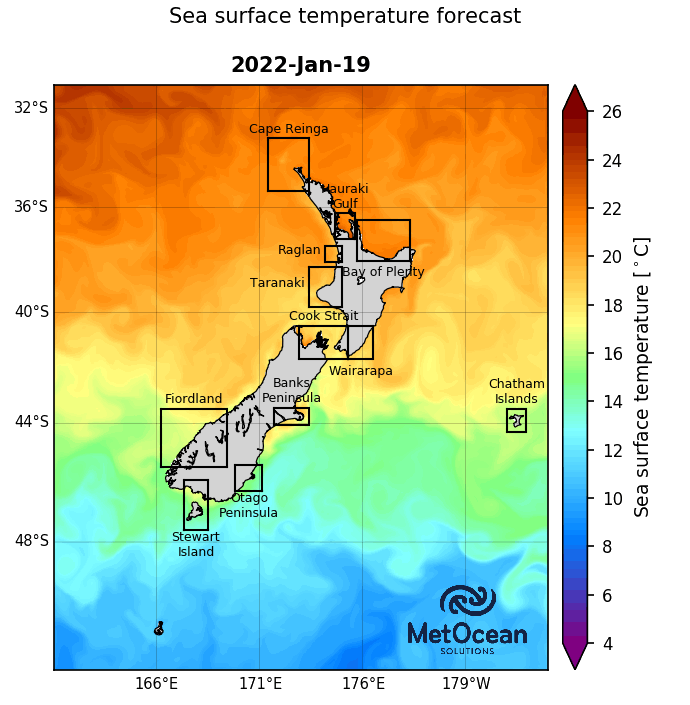 Sea surface temperature forecast
2022-Jan-19
32°S
36°S
40°S
44°S
48°S
166°E
171°E
176°E
179°W
Cape Reinga
Hauraki
Gulf
Raglan
Bay of Plenty
Taranaki
Cook Strait
Wairarapa
Banks
Peninsula
Fiordland
Chatham
Islands
Otago
Peninsula
Stewart
Island
MetOcean
SOLUTIONS
26
24
22
20
18
16
14
12
10
8
6
4
Sea surface temperature [°C]